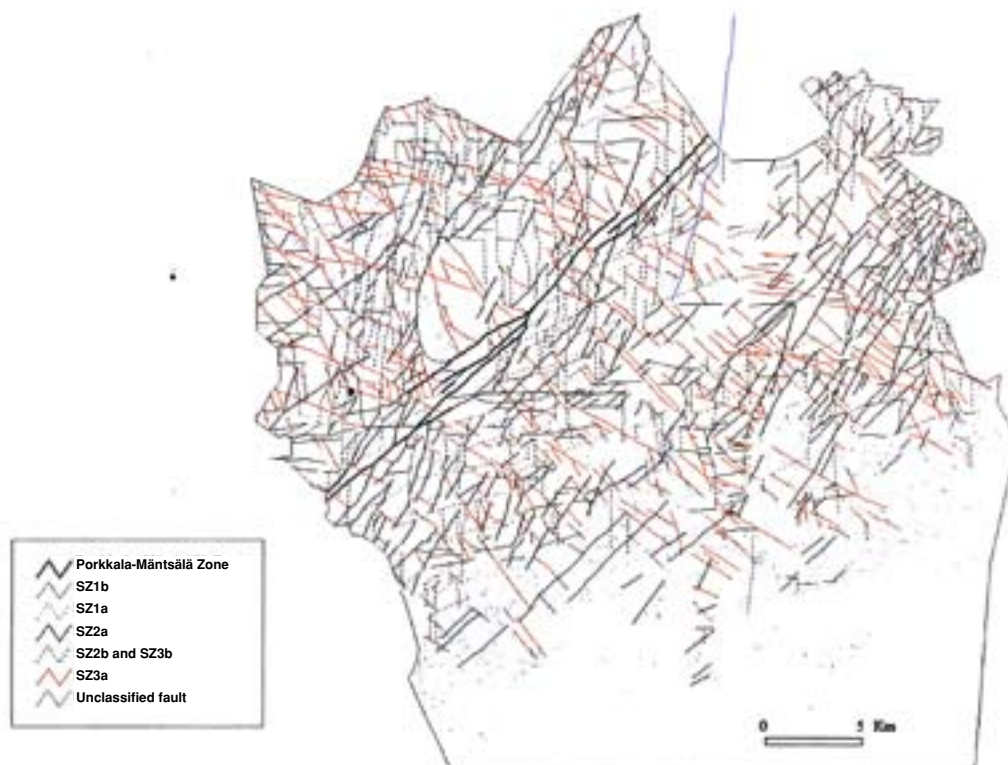 Porkkala-Mäntsälä Zone
SZ1b
SZ1a
SZ2a
SZ2b and SZ3b
SZ3a
Unclassified fault
0 5 Km